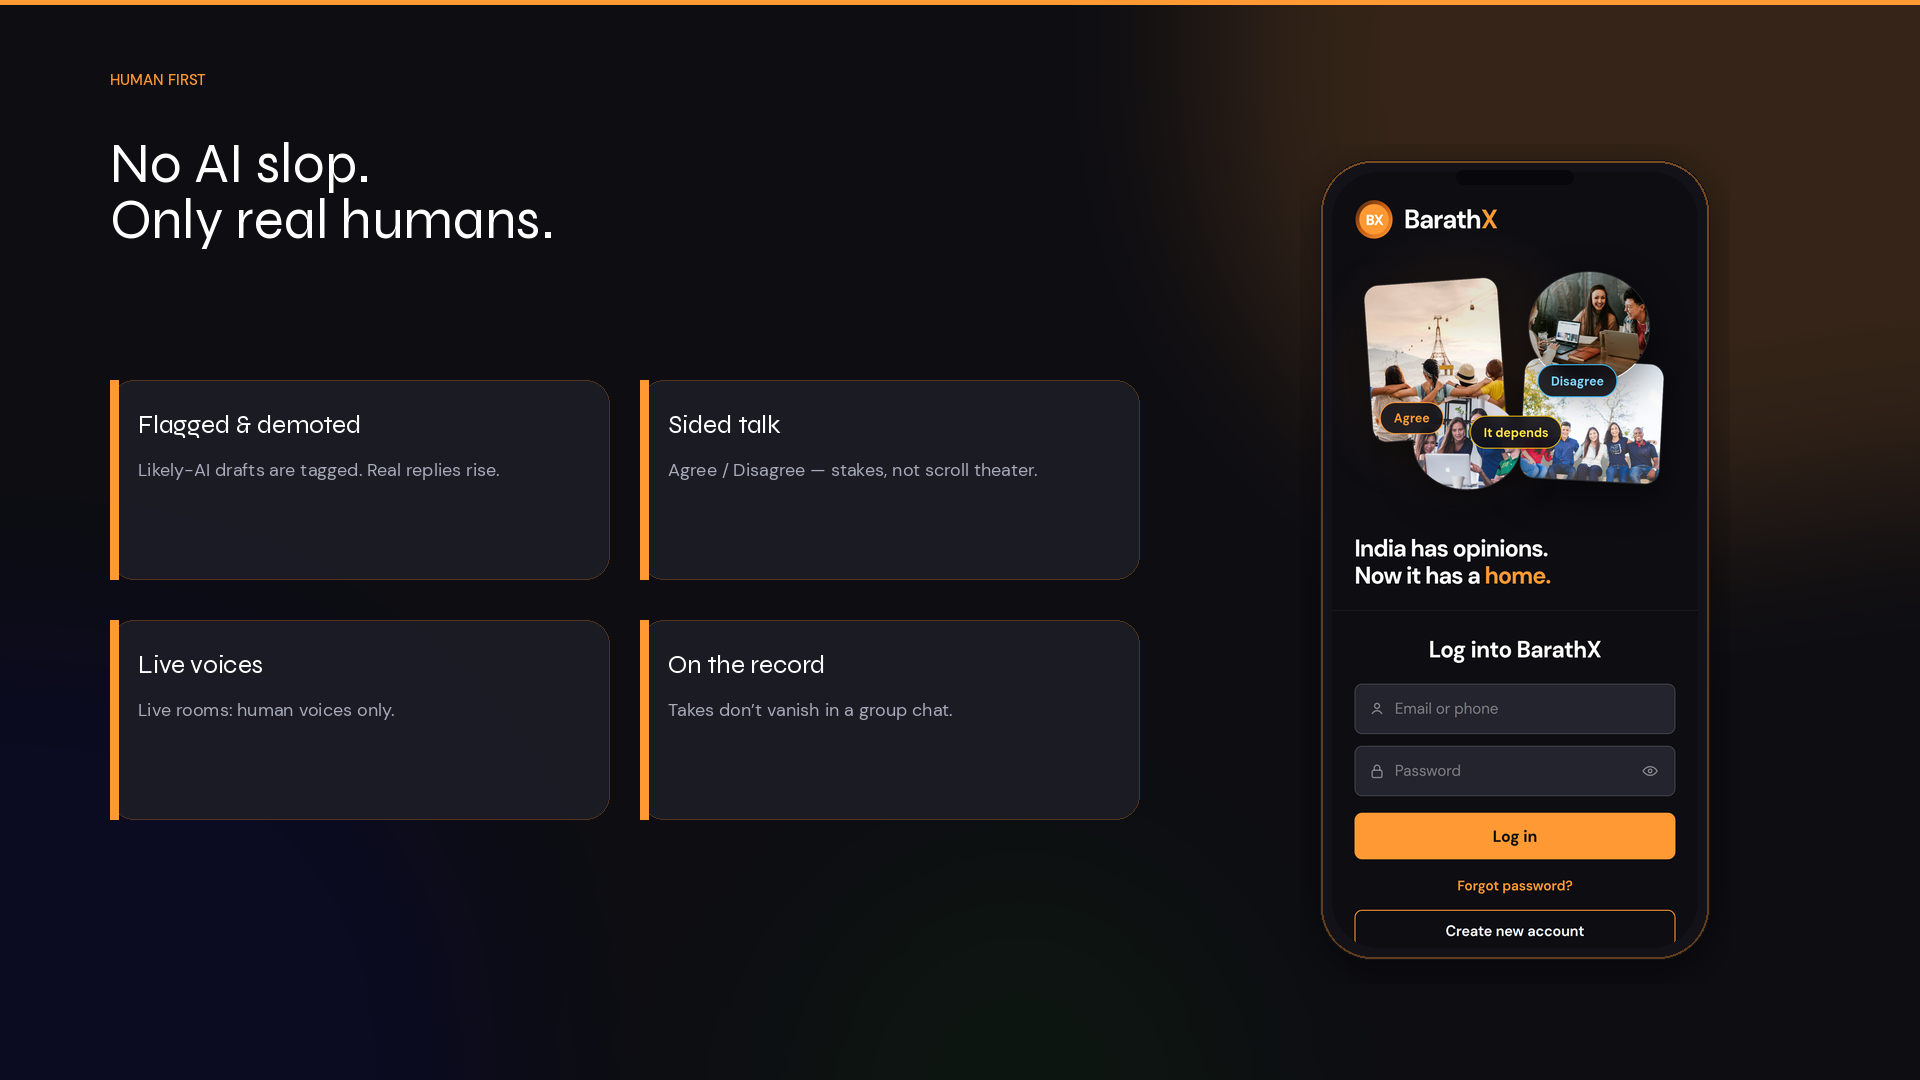 HUMAN FIRST
No AI slop.
Only real humans.
Flagged & demoted
Likely-AI drafts are tagged. Real replies rise.
Sided talk
Agree / Disagree — stakes, not scroll theater.
Live voices
Live rooms: human voices only.
On the record
Takes don’t vanish in a group chat.
BX BarathX
Disagree
Agree
It depends
India has opinions.
Now it has a home.
Log into BarathX
Email or phone
Password
Log in
Forgot password?
Create new account